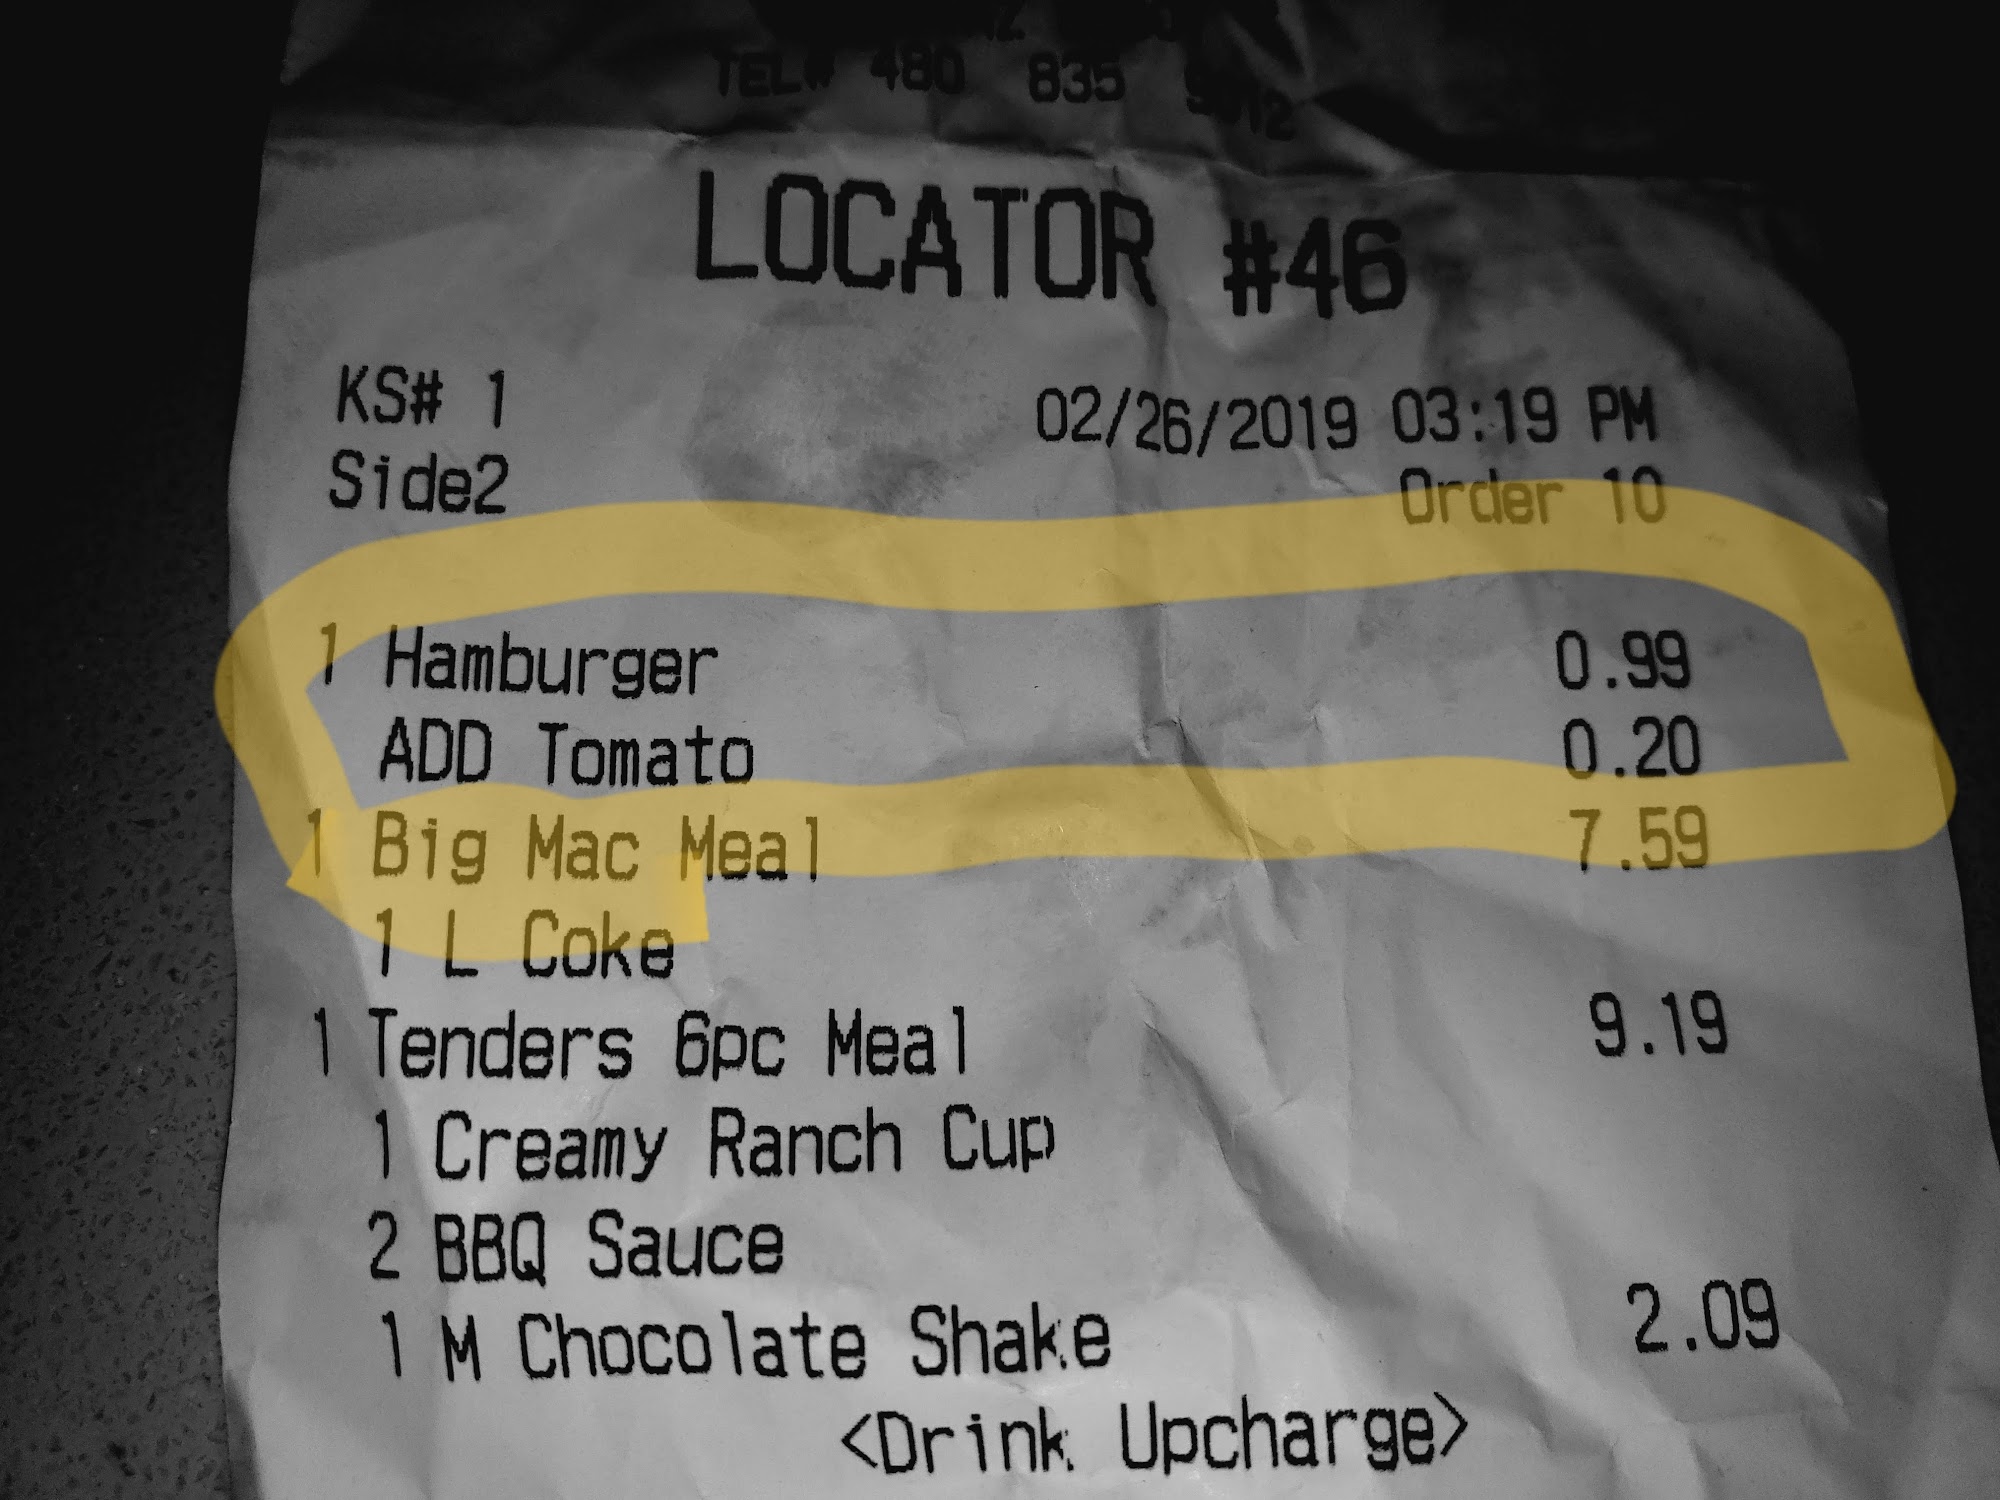 TEL# 480 835
LOCATOR #46
KS# 1 02/26/2019 03:19 PM
Side2 Order 10
1 Hamburger 0.99
ADD Tomato 0.20
1 Big Mac Meal 7.59
1 L Coke
1 Tenders 6pc Meal 9.19
1 Creamy Ranch Cup
2 BBQ Sauce
1 M Chocolate Shake 2.09
<Drink Upcharge>